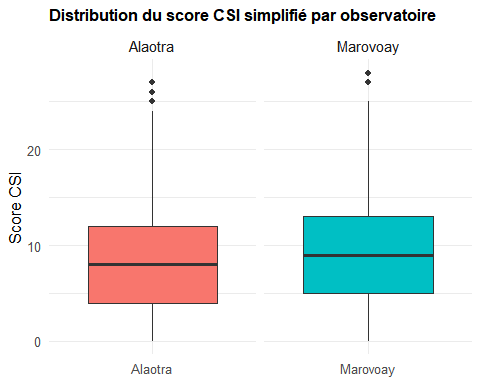 Distribution du score CSI simplifié par observatoire
Alaotra
Marovoay
Score CSI
20
10
0
Alaotra
Marovoay